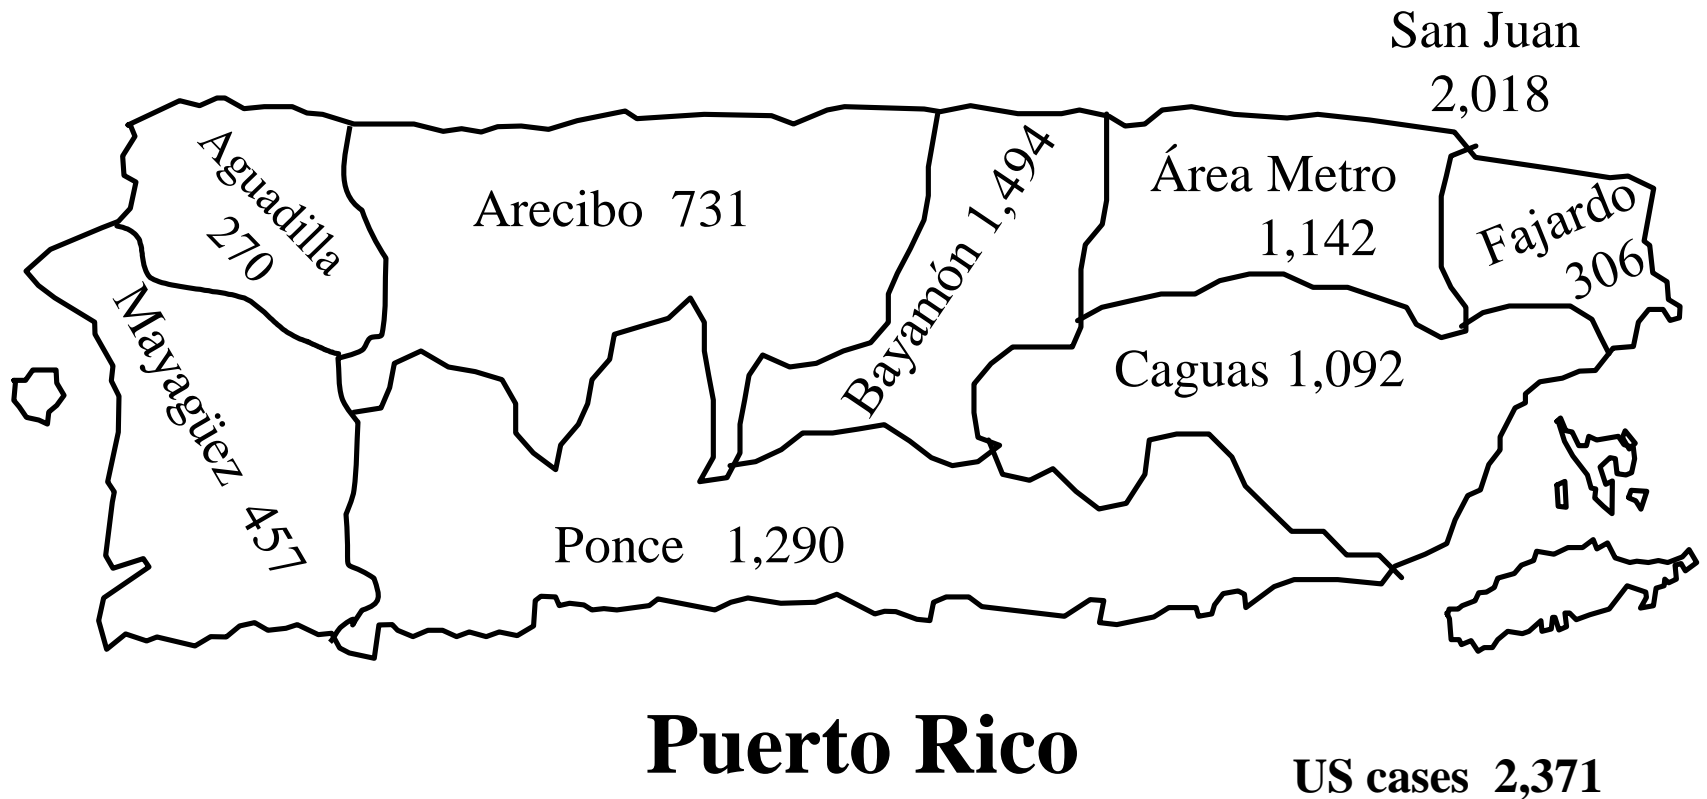 San Juan
2,018
Aguadilla
270
Arecibo 731
Bayamón 1,494
Área Metro
1,142
Fajardo
306
Mayagüez 457
Caguas 1,092
Ponce 1,290
Puerto Rico
US cases 2,371